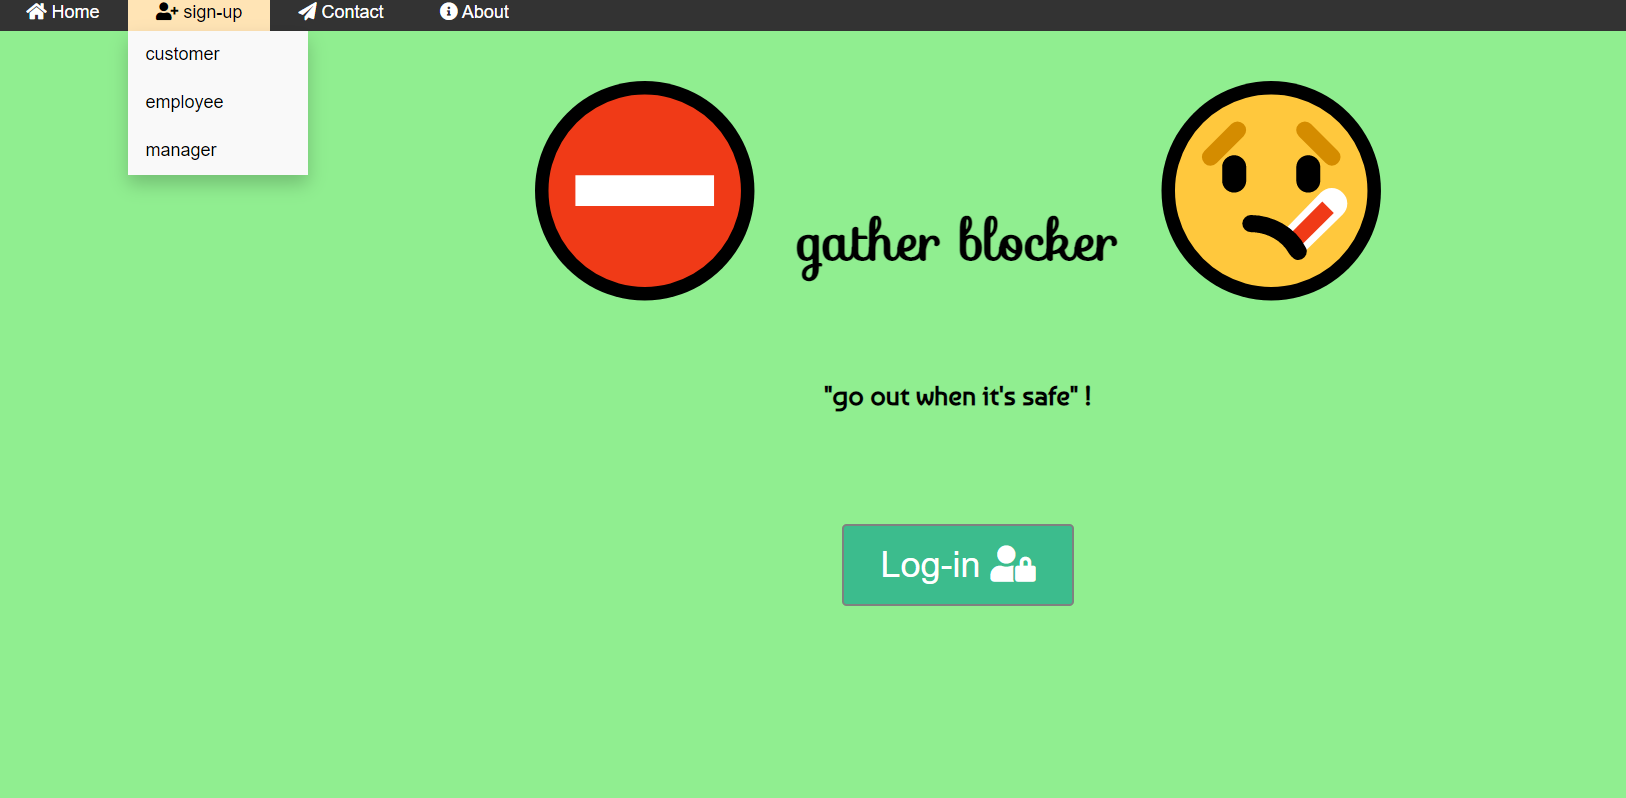 Home sign-up Contact About
customer
employee
manager
gather blocker
"go out when it's safe" !
Log-in